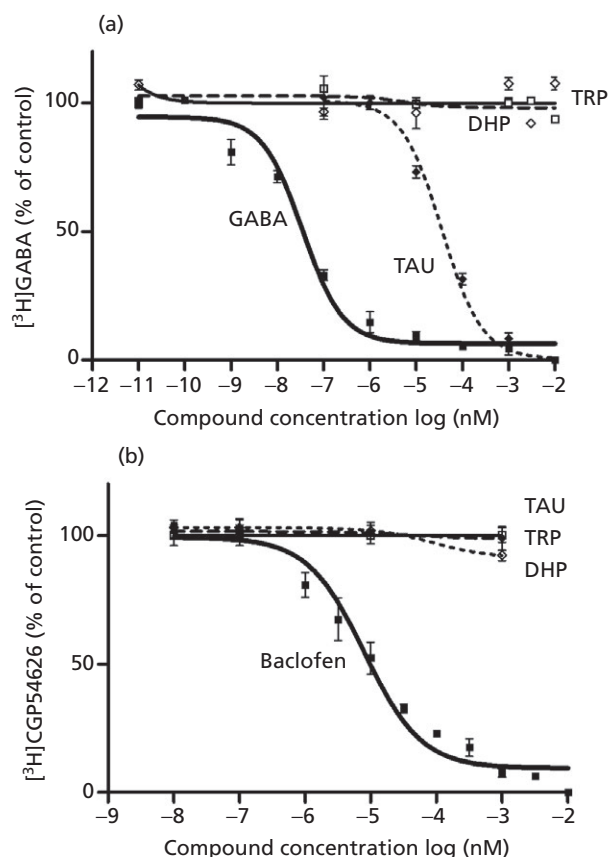 (a)
[³H]GABA (% of control)
100
50
0
TRP
DHP
GABA
TAU
−12 −11 −10 −9 −8 −7 −6 −5 −4 −3 −2
Compound concentration log (nM)
(b)
[³H]CGP54626 (% of control)
100
50
0
TAU
TRP
DHP
Baclofen
−9 −8 −7 −6 −5 −4 −3 −2
Compound concentration log (nM)